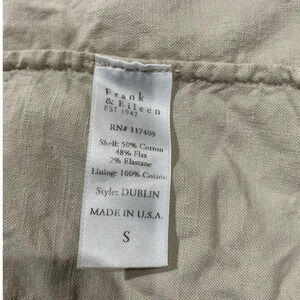 Frank
& Eileen
EST 1947
RN# 117409
Shell: 50% Cotton
48% Flax
2% Elastane
Lining: 100% Cotton
Style: DUBLIN
MADE IN U.S.A.
S